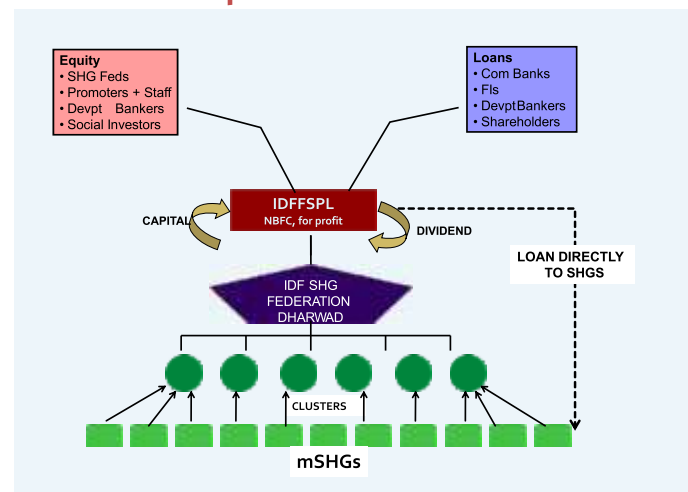 Equity
• SHG Feds
• Promoters + Staff
• Devpt Bankers
• Social Investors
Loans
• Com Banks
• FIs
• DevptBankers
• Shareholders
IDFFSPL
NBFC, for profit
CAPITAL
DIVIDEND
LOAN DIRECTLY
TO SHGS
IDF SHG
FEDERATION
DHARWAD
CLUSTERS
mSHGs